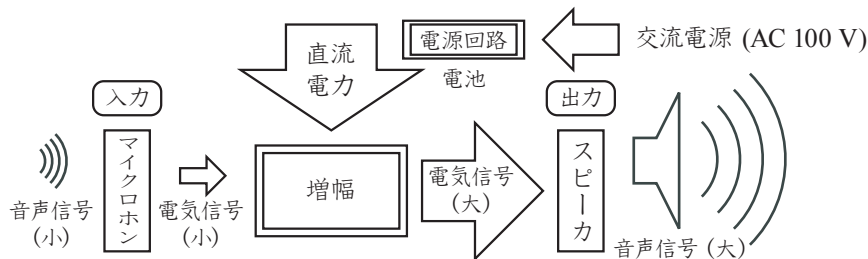 電源回路
交流電源 (AC 100 V)
直流
電力
電池
入力
出力
マイクロホン
音声信号
(小)
電気信号
(小)
増幅
電気信号
(大)
スピーカ
音声信号 (大)